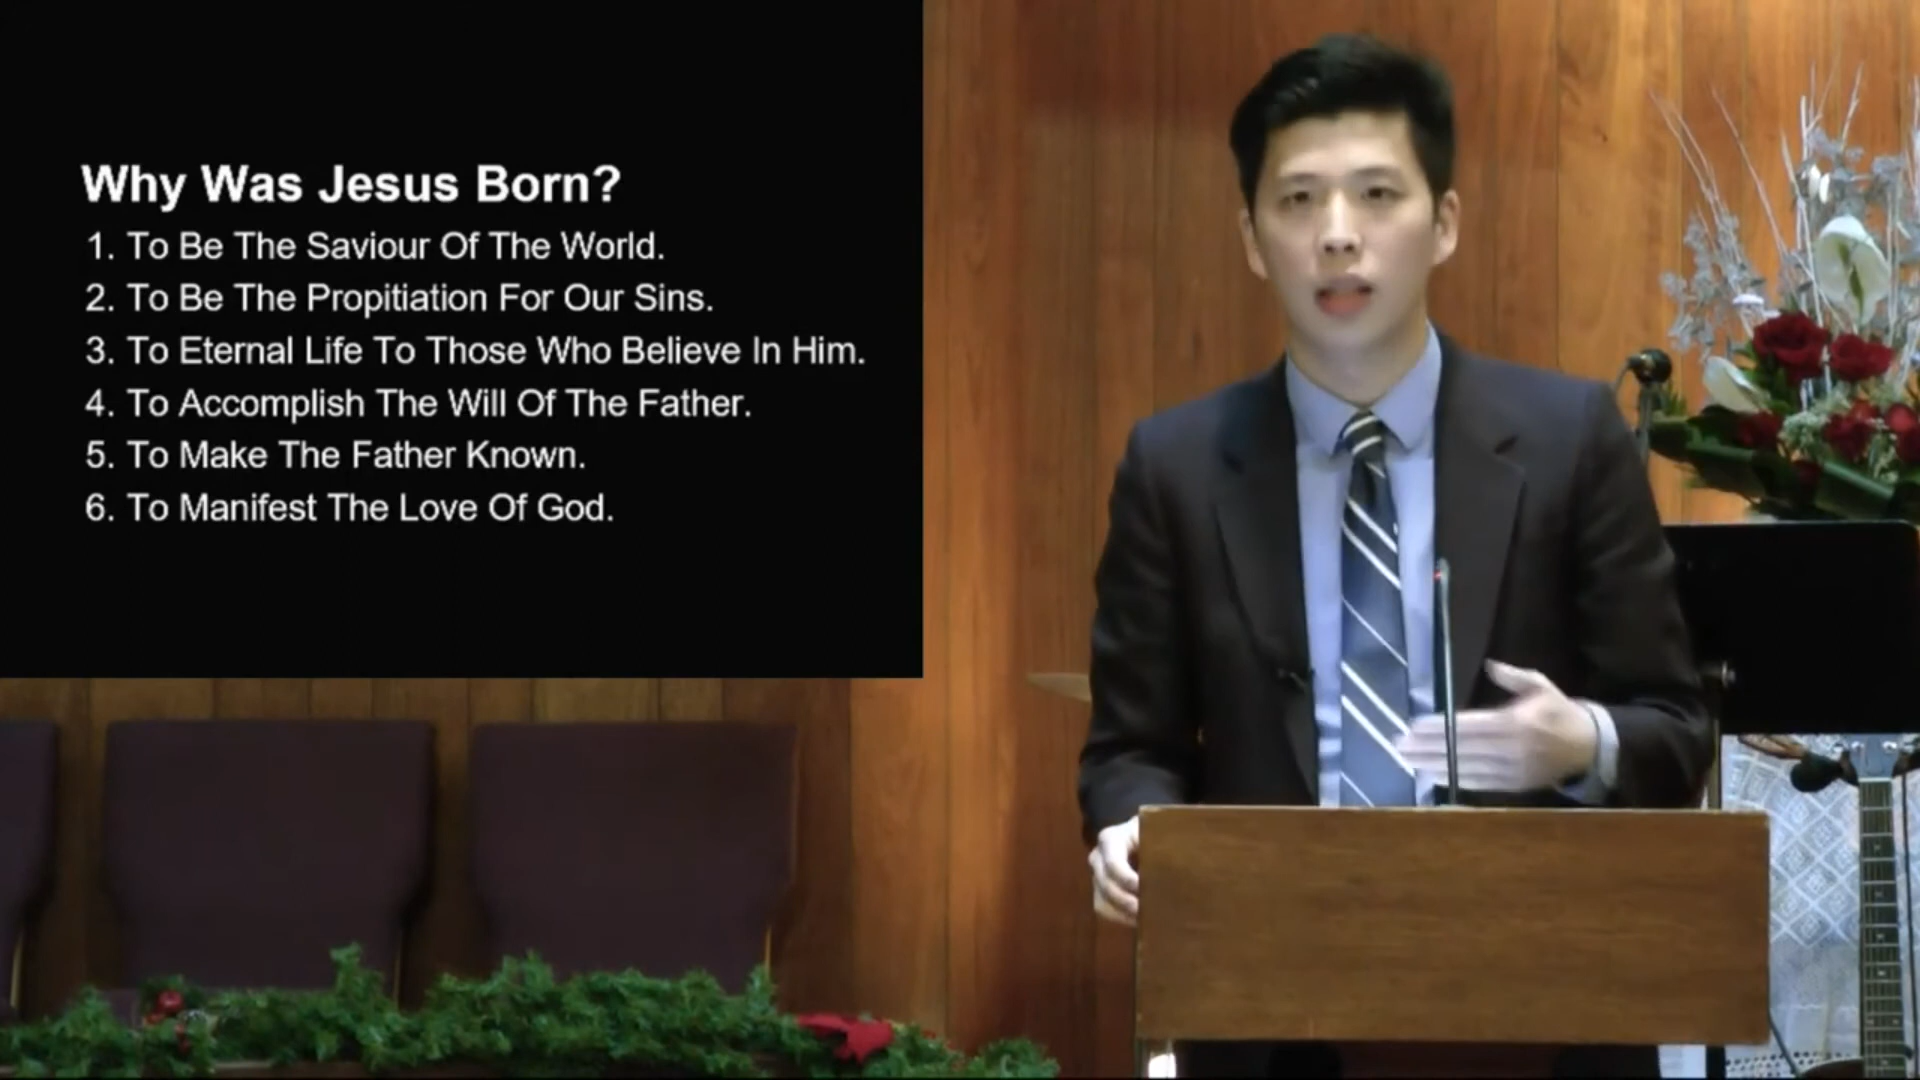 Why Was Jesus Born?
1. To Be The Saviour Of The World.
2. To Be The Propitiation For Our Sins.
3. To Eternal Life To Those Who Believe In Him.
4. To Accomplish The Will Of The Father.
5. To Make The Father Known.
6. To Manifest The Love Of God.